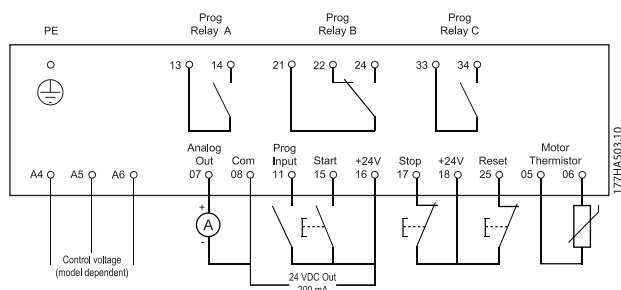 PE
Prog
Relay A
Prog
Relay B
Prog
Relay C
13 14 21 22 24 33 34
Analog
Out
Com
Prog
Input
Start
+24V
Stop
+24V
Reset
Motor
Thermistor
A4 A5 A6 07 08 11 15 16 17 18 25 05 06
+
A
-
Control voltage
(model dependent)
24 VDC Out
200 mA
177HA503.10